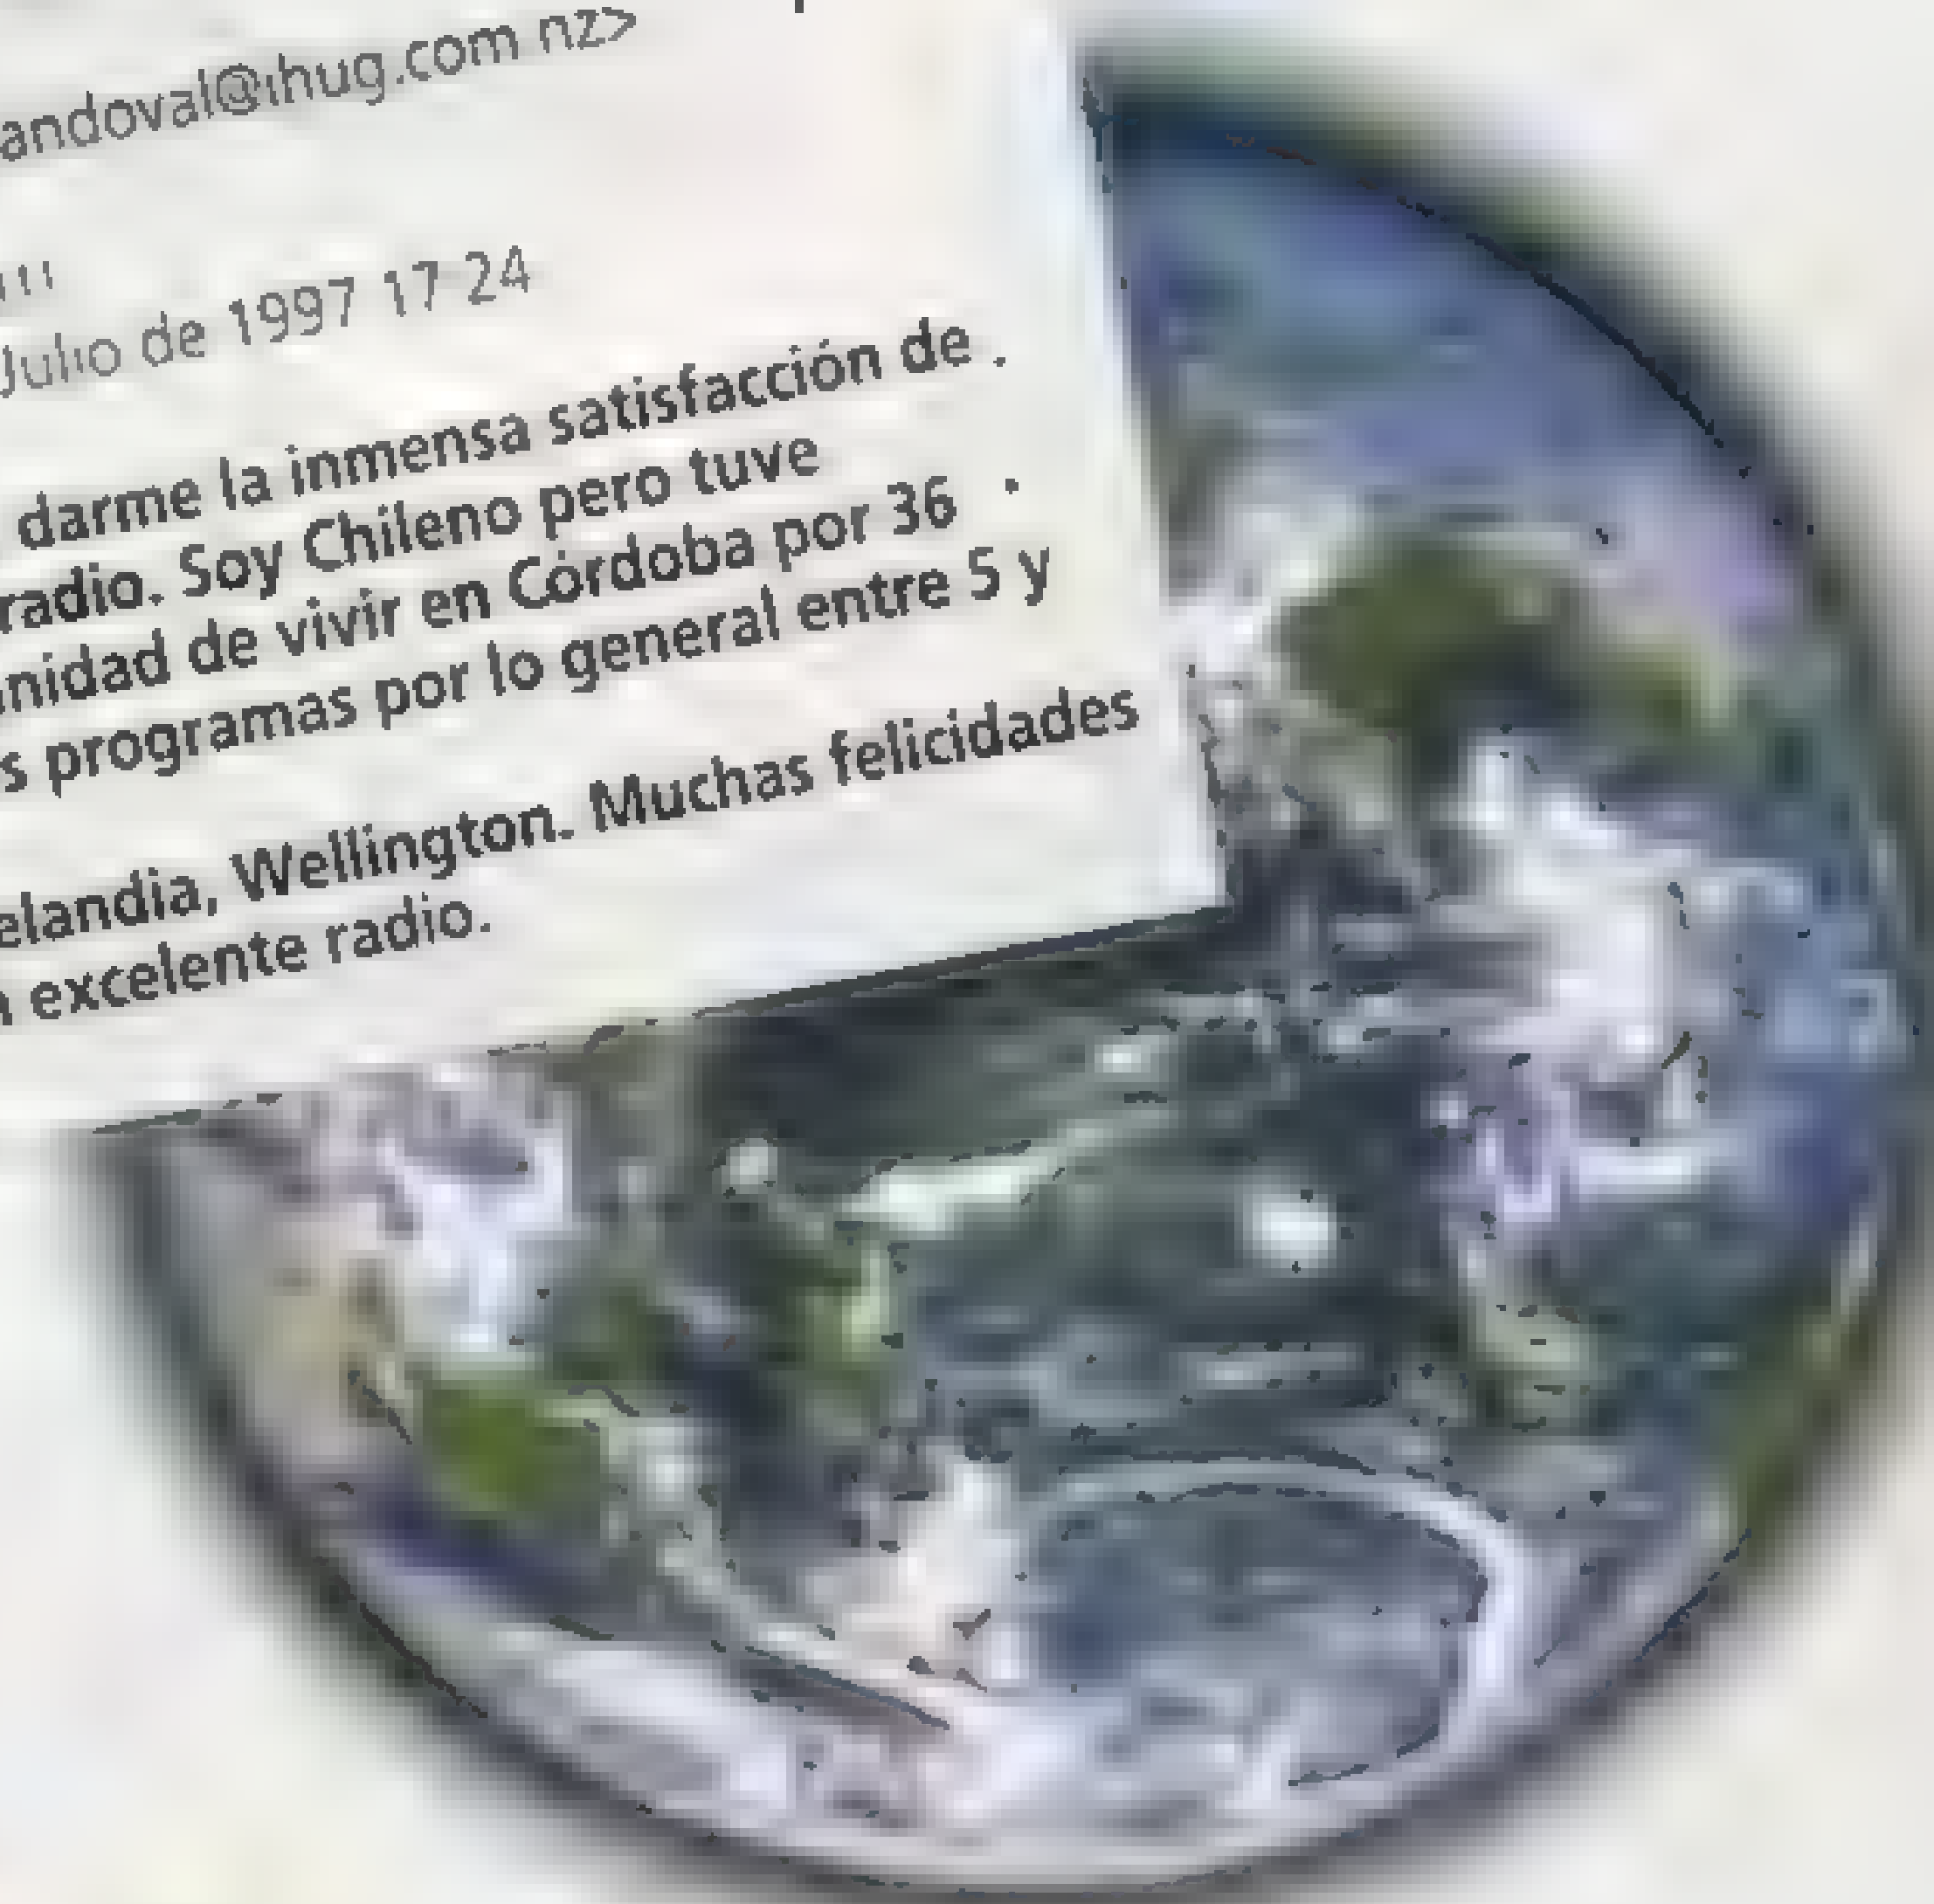 andoval@ihug.com nz>
Julio de 1997 17 24
darme la inmensa satisfacción de
radio. Soy Chileno pero tuve
nidad de vivir en Córdoba por 36
s programas por lo general entre 5 y
elandia, Wellington. Muchas felicidades
excelente radio.